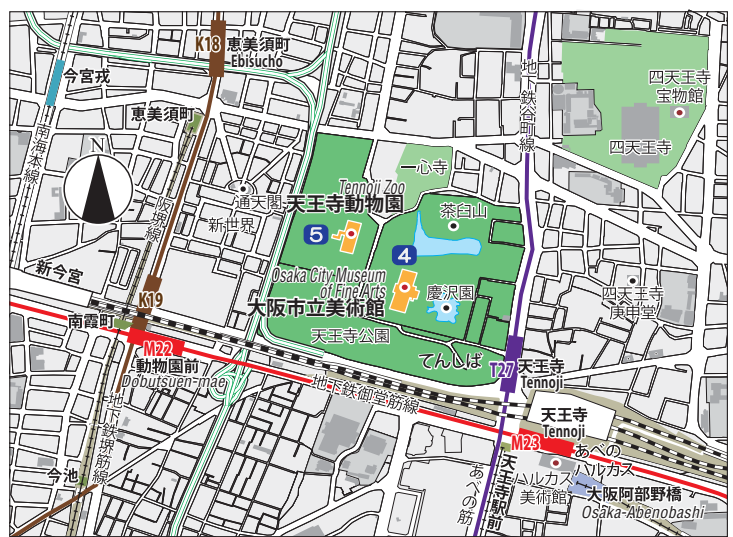 K18
恵美須町
Ebisucho
今宮戎
恵美須町
南海本線
阪堺線
N
地下鉄谷町線
四天王寺
宝物館
四天王寺
一心寺
Tennoji Zoo
天王寺動物園
通天閣
新世界
茶臼山
5
4
Osaka City Museum
of Fine Arts
大阪市立美術館
慶沢園
四天王寺
庚申堂
新今宮
K19
南霞町
M22
動物園前
Dobutsuen-mae
天王寺公園
てんしば
地下鉄御堂筋線
T27
天王寺
Tennoji
天王寺
Tennoji
M23
地下鉄堺筋線
今池
あべの筋
天王寺駅前
あべの
ハルカス
ハルカス
美術館
大阪阿部野橋
Osaka-Abenobashi